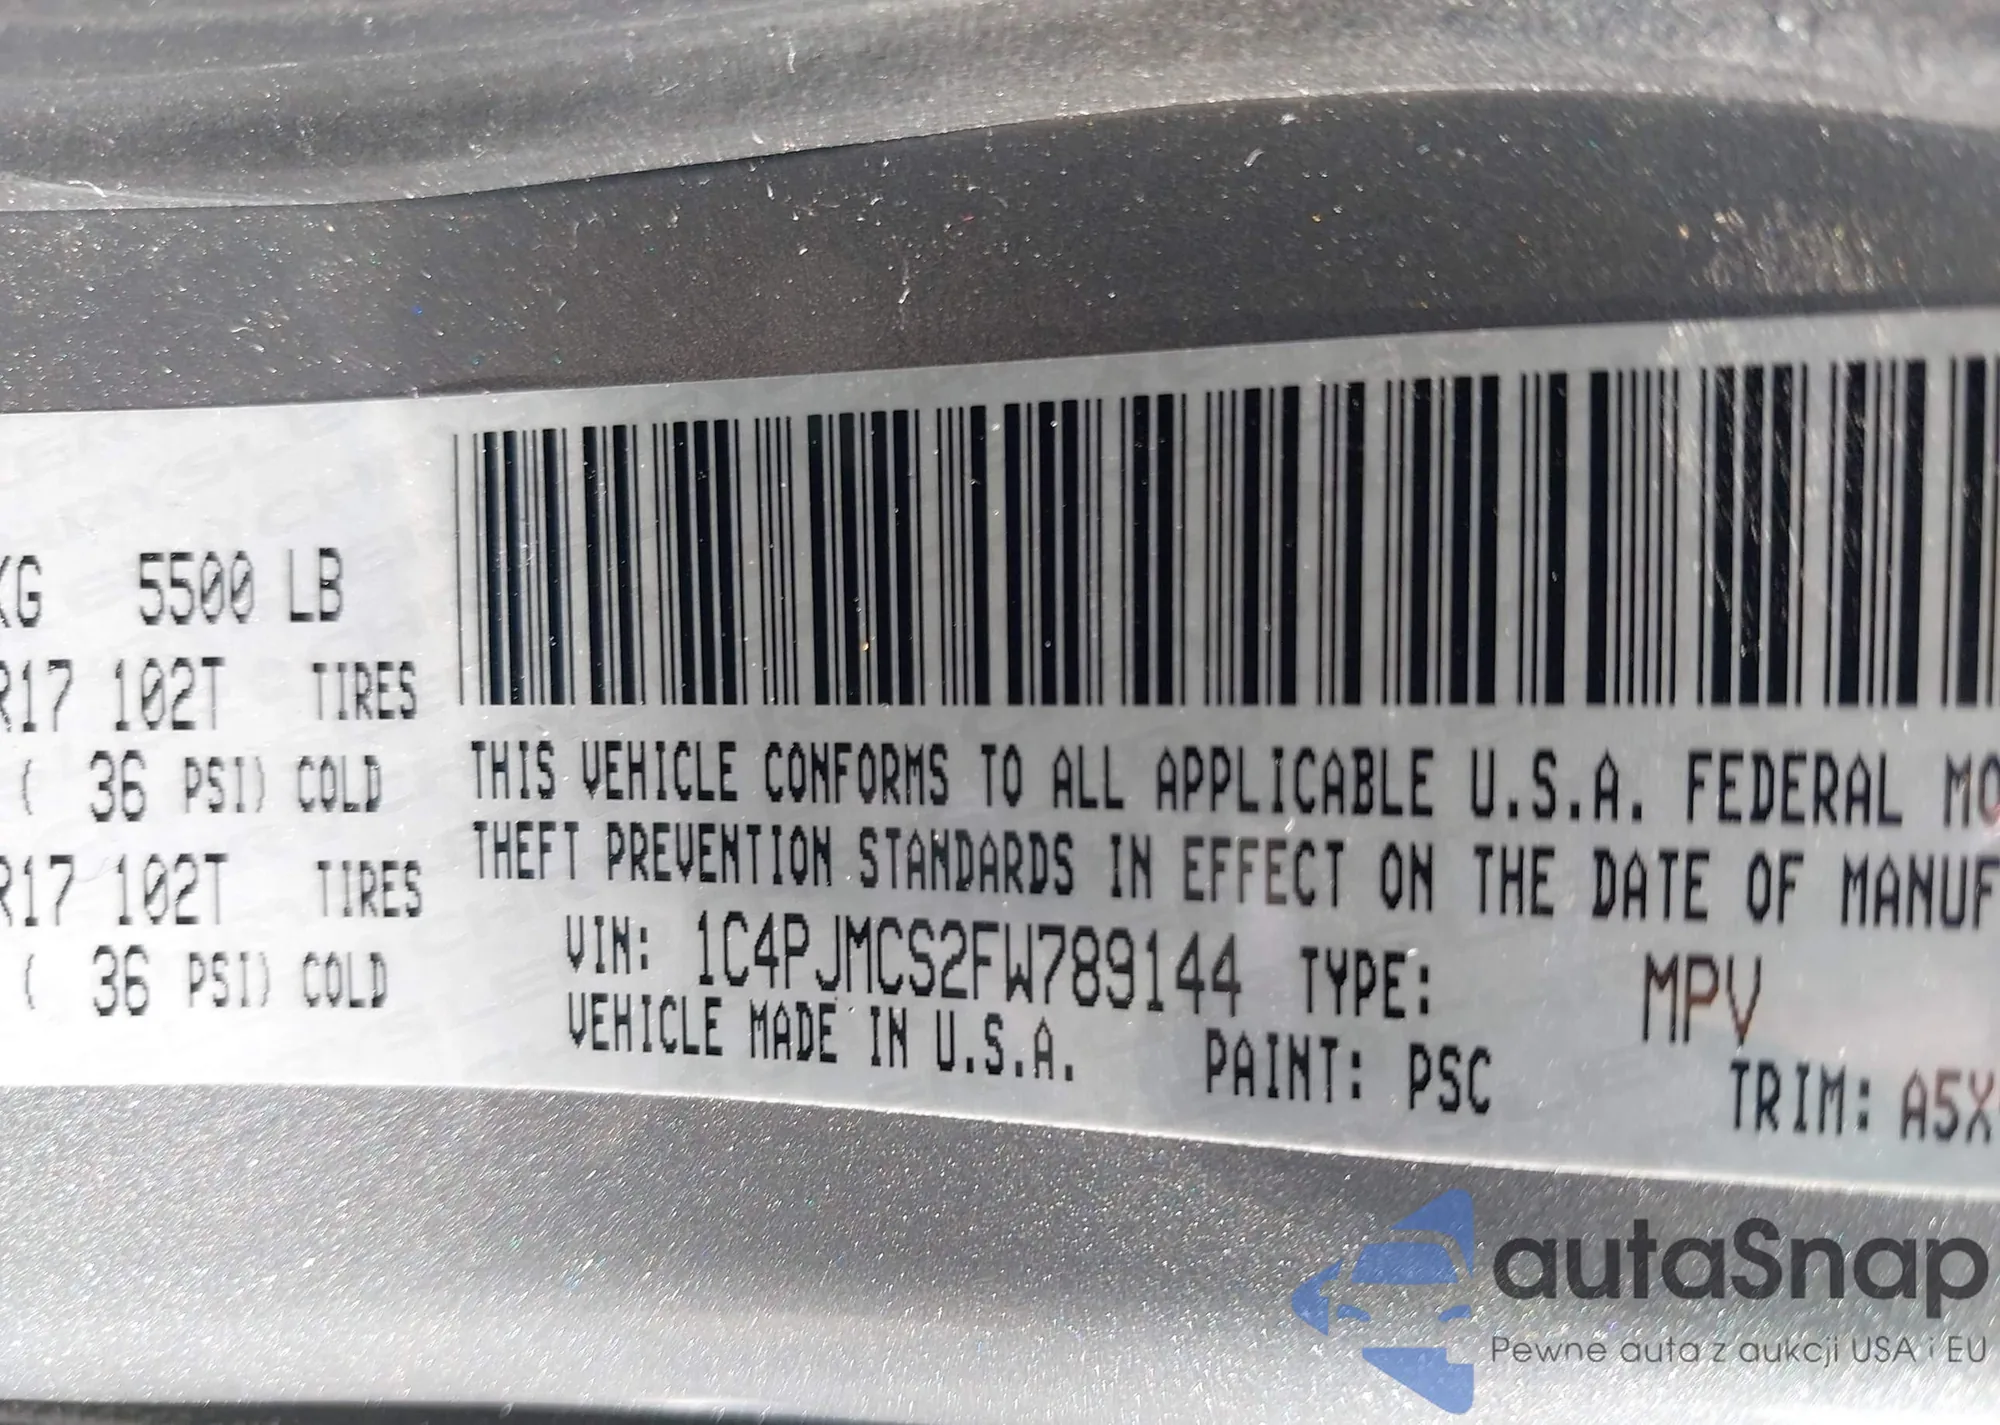 KG 5500 LB
R17 102T TIRES
( 36 PSI) COLD
R17 102T TIRES
( 36 PSI) COLD
THIS VEHICLE CONFORMS TO ALL APPLICABLE U.S.A. FEDERAL MO
THEFT PREVENTION STANDARDS IN EFFECT ON THE DATE OF MANUF
VIN: 1C4PJMCS2FW789144 TYPE: MPV
VEHICLE MADE IN U.S.A. PAINT: PSC TRIM: A5X
autaSnap
Pewne auta z aukcji USA i EU